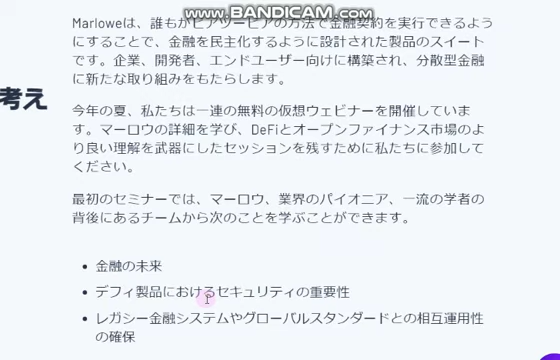 www.BANDICAM.com
Marloweは、誰もがピアツーピアの方法で金融契約を実行できるよう
にすることで、金融を民主化するように設計された製品のスイート
です。企業、開発者、エンドユーザー向けに構築され、分散型金融
に新たな取り組みをもたらします。
考え
今年の夏、私たちは一連の無料の仮想ウェビナーを開催していま
す。マーロウの詳細を学び、DeFiとオープンファイナンス市場のよ
り良い理解を武器にしたセッションを残すために私たちに参加して
ください。
最初のセミナーでは、マーロウ、業界のパイオニア、一流の学者の
背後にあるチームから次のことを学ぶことができます。
• 金融の未来
• デフィ製品におけるセキュリティの重要性
• レガシー金融システムやグローバルスタンダードとの相互運用性
の確保